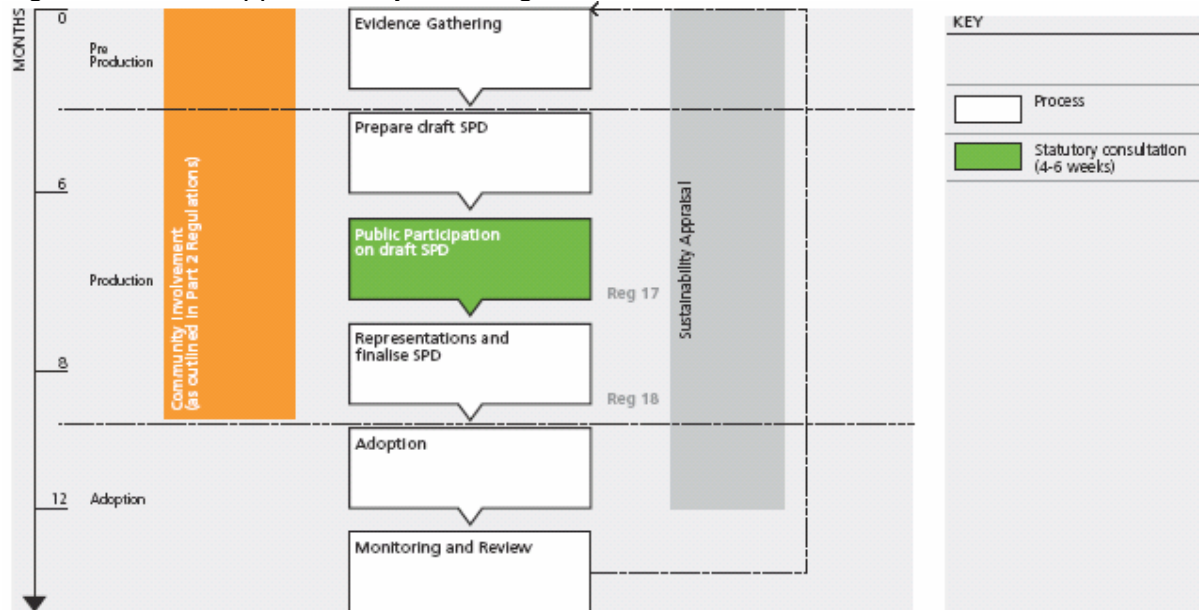 MONTHS
0
Pre
Production
6
Production
8
12
Adoption
Community Involvement
(as outlined in Part 2 Regulations)
Evidence Gathering
Prepare draft SPD
Public Participation
on draft SPD
Reg 17
Representations and
finalise SPD
Reg 18
Adoption
Monitoring and Review
Sustainability Appraisal
KEY
Process
Statutory consultation
(4-6 weeks)